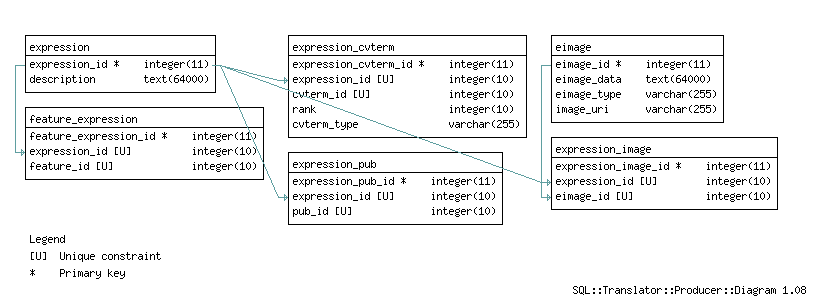 expression
expression_id * integer(11)
description text(64000)
feature_expression
feature_expression_id * integer(11)
expression_id [U] integer(10)
feature_id [U] integer(10)
expression_cvterm
expression_cvterm_id * integer(11)
expression_id [U] integer(10)
cvterm_id [U] integer(10)
rank integer(10)
cvterm_type varchar(255)
expression_pub
expression_pub_id * integer(11)
expression_id [U] integer(10)
pub_id [U] integer(10)
eimage
eimage_id * integer(11)
eimage_data text(64000)
eimage_type varchar(255)
image_uri varchar(255)
expression_image
expression_image_id * integer(11)
expression_id [U] integer(10)
eimage_id [U] integer(10)
Legend
[U] Unique constraint
* Primary key
SQL::Translator::Producer::Diagram 1.08